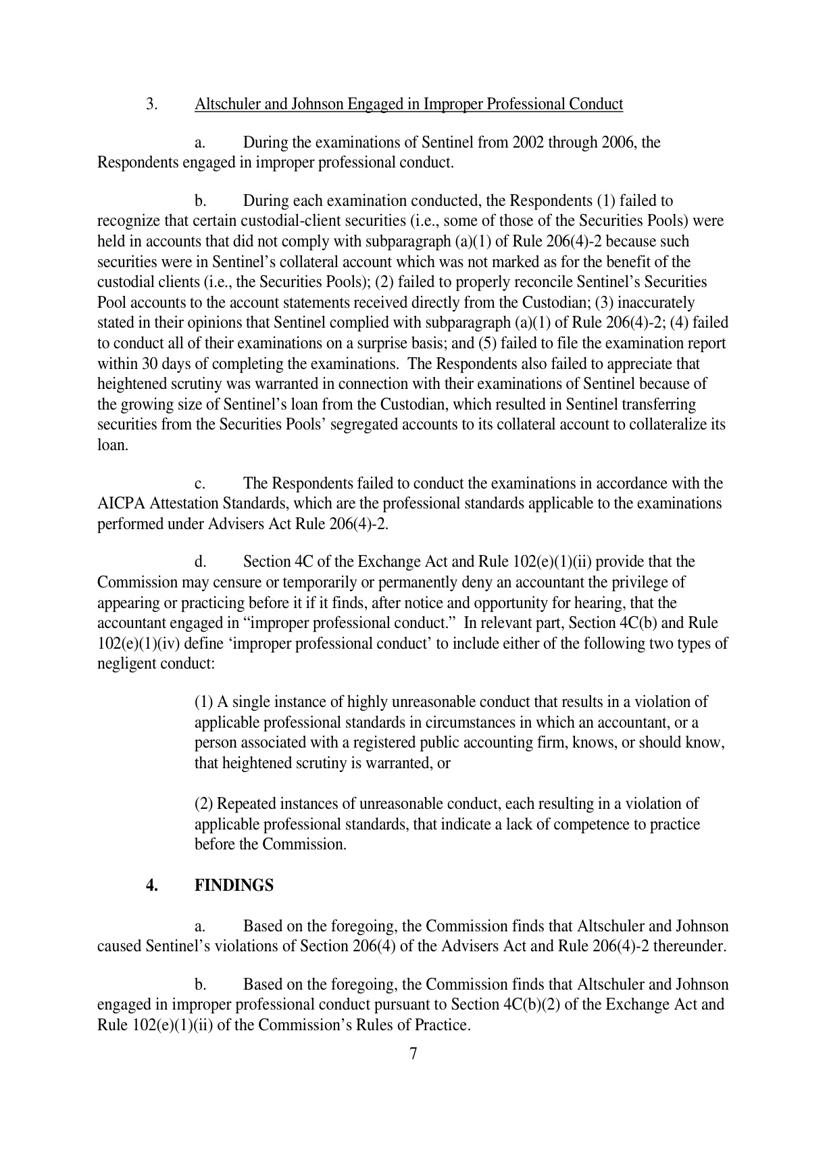 3. Altschuler and Johnson Engaged in Improper Professional Conduct
a. During the examinations of Sentinel from 2002 through 2006, the
Respondents engaged in improper professional conduct.
b. During each examination conducted, the Respondents (1) failed to
recognize that certain custodial-client securities (i.e., some of those of the Securities Pools) were
held in accounts that did not comply with subparagraph (a)(1) of Rule 206(4)-2 because such
securities were in Sentinel’s collateral account which was not marked as for the benefit of the
custodial clients (i.e., the Securities Pools); (2) failed to properly reconcile Sentinel’s Securities
Pool accounts to the account statements received directly from the Custodian; (3) inaccurately
stated in their opinions that Sentinel complied with subparagraph (a)(1) of Rule 206(4)-2; (4) failed
to conduct all of their examinations on a surprise basis; and (5) failed to file the examination report
within 30 days of completing the examinations.  The Respondents also failed to appreciate that
heightened scrutiny was warranted in connection with their examinations of Sentinel because of
the growing size of Sentinel’s loan from the Custodian, which resulted in Sentinel transferring
securities from the Securities Pools’ segregated accounts to its collateral account to collateralize its
loan.
c. The Respondents failed to conduct the examinations in accordance with the
AICPA Attestation Standards, which are the professional standards applicable to the examinations
performed under Advisers Act Rule 206(4)-2.
d. Section 4C of the Exchange Act and Rule 102(e)(1)(ii) provide that the
Commission may censure or temporarily or permanently deny an accountant the privilege of
appearing or practicing before it if it finds, after notice and opportunity for hearing, that the
accountant engaged in “improper professional conduct.”  In relevant part, Section 4C(b) and Rule
102(e)(1)(iv) define ‘improper professional conduct’ to include either of the following two types of
negligent conduct:
(1) A single instance of highly unreasonable conduct that results in a violation of
applicable professional standards in circumstances in which an accountant, or a
person associated with a registered public accounting firm, knows, or should know,
that heightened scrutiny is warranted, or
(2) Repeated instances of unreasonable conduct, each resulting in a violation of
applicable professional standards, that indicate a lack of competence to practice
before the Commission.
4. FINDINGS
a. Based on the foregoing, the Commission finds that Altschuler and Johnson
caused Sentinel’s violations of Section 206(4) of the Advisers Act and Rule 206(4)-2 thereunder.
b. Based on the foregoing, the Commission finds that Altschuler and Johnson
engaged in improper professional conduct pursuant to Section 4C(b)(2) of the Exchange Act and
Rule 102(e)(1)(ii) of the Commission’s Rules of Practice.
7